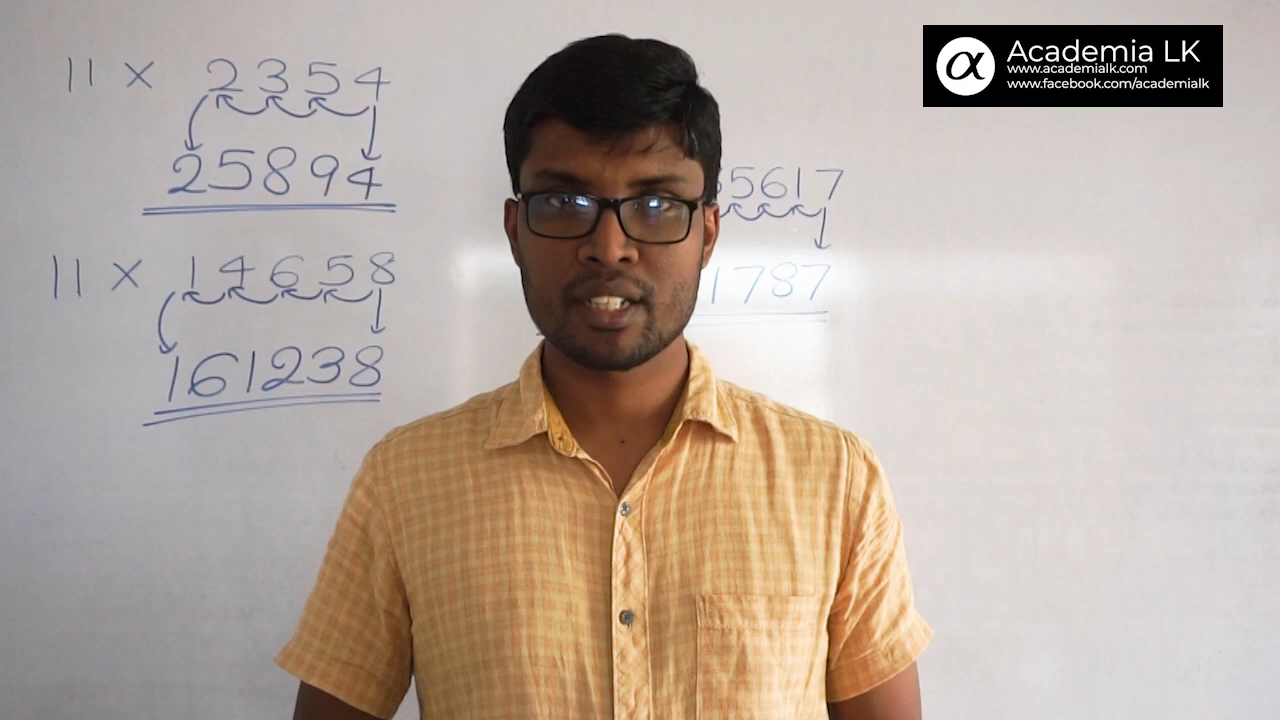 11 × 2354
25894
11 × 14658
161238
5617
1787
α Academia LK
www.academialk.com
www.facebook.com/academialk